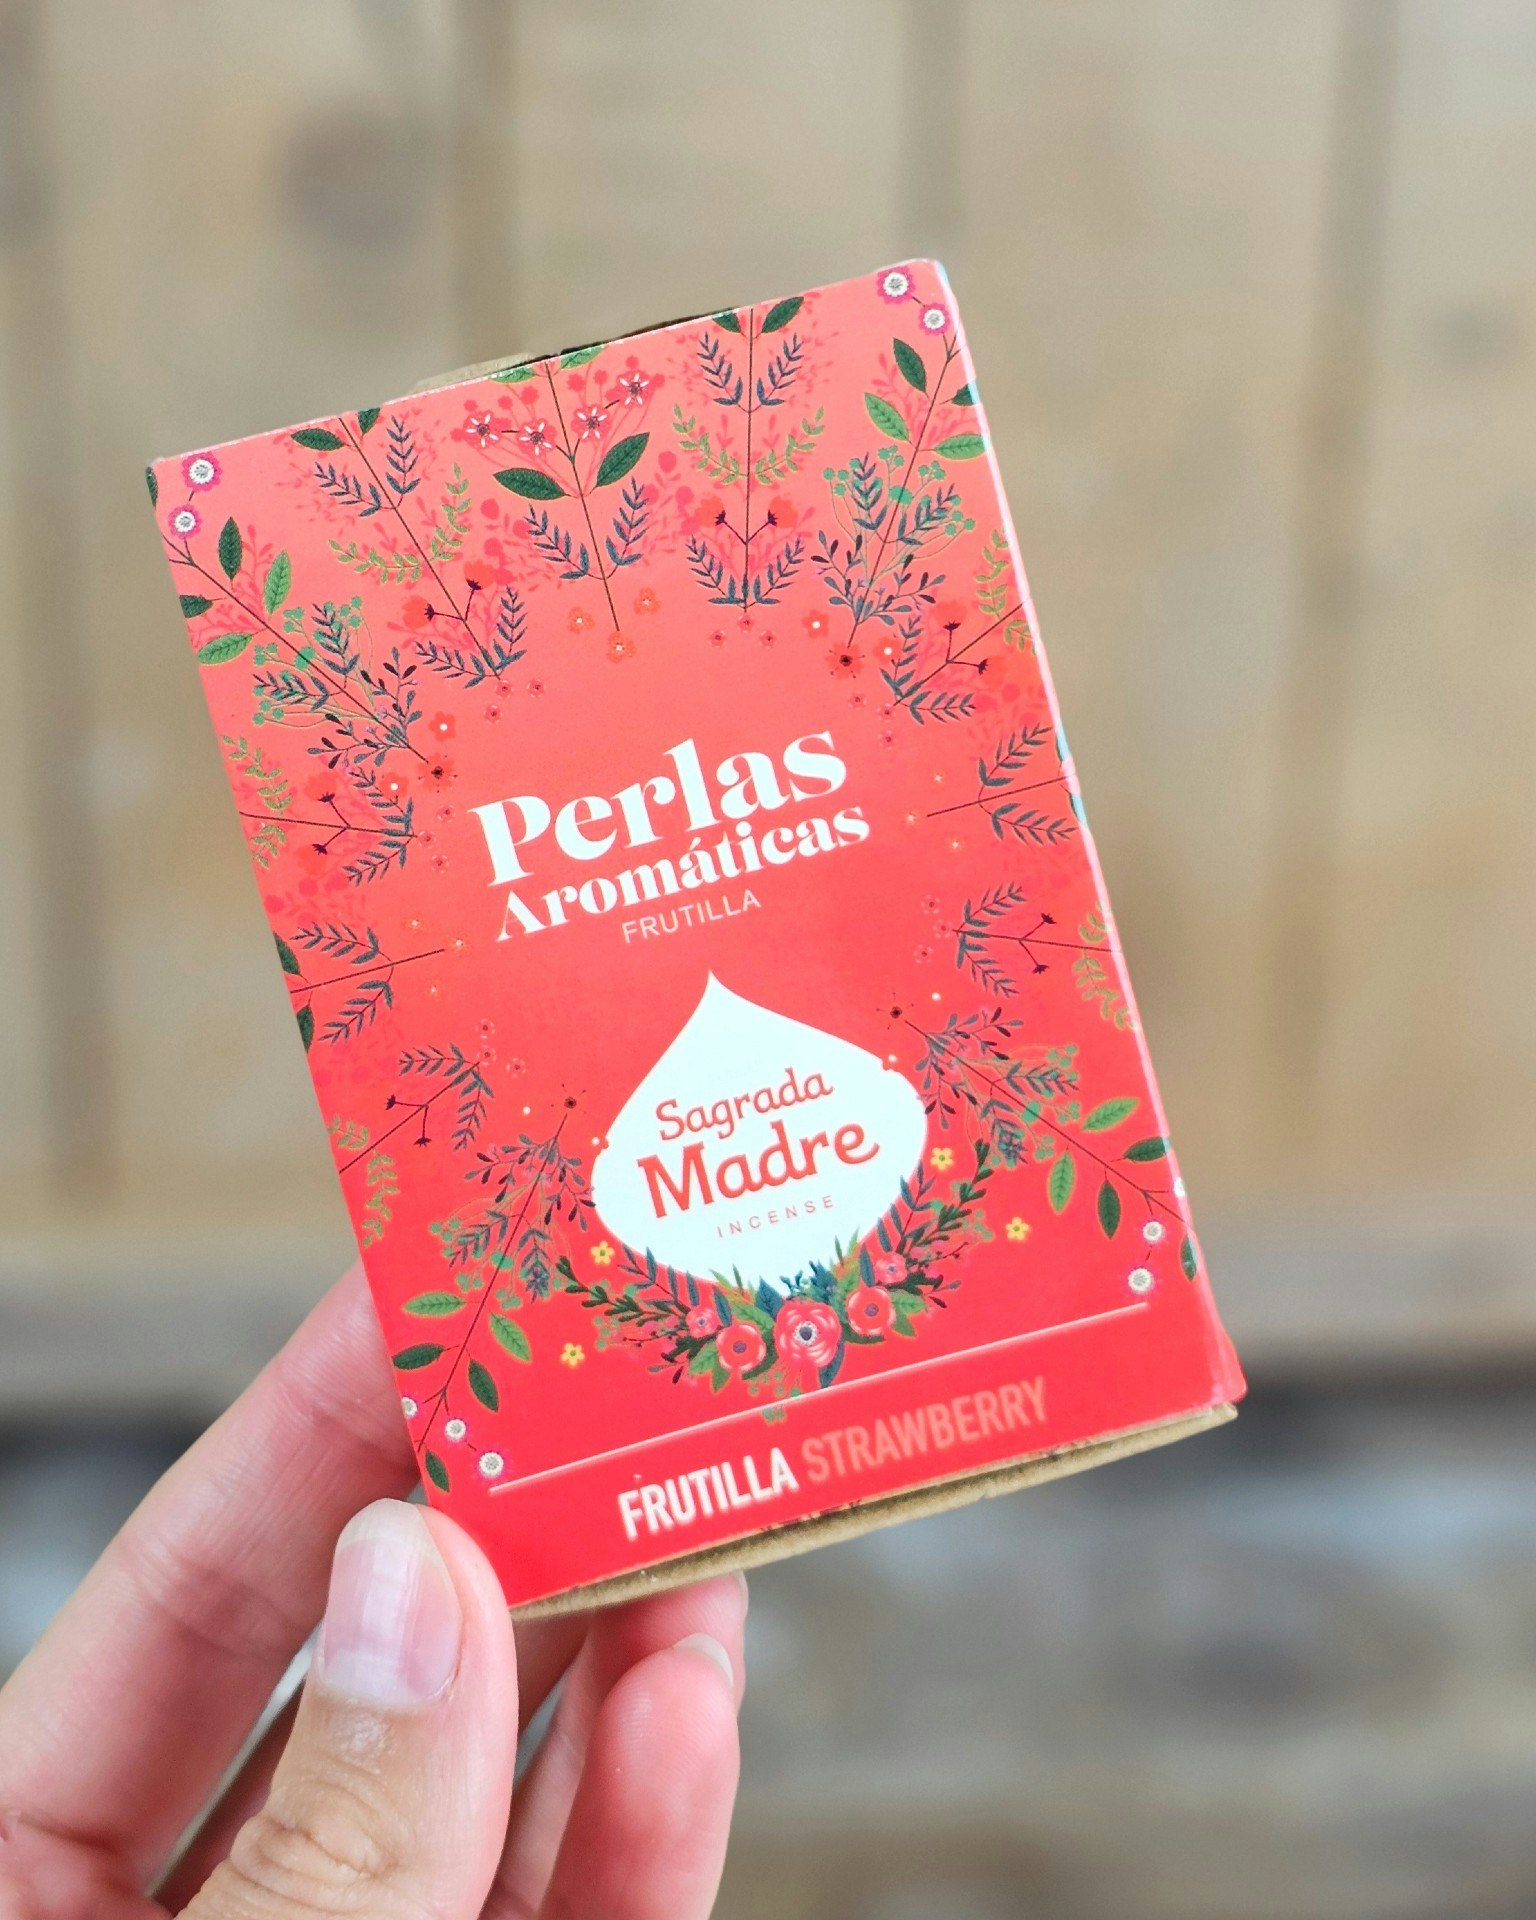 Perlas
Aromáticas
FRUTILLA
Sagrada
Madre
INCENSE
FRUTILLA STRAWBERRY